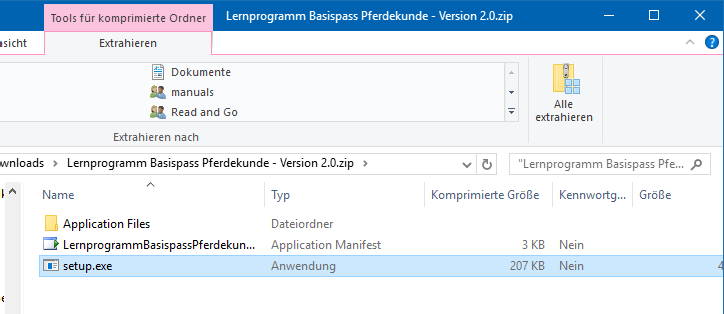 Tools für komprimierte Ordner Lernprogramm Basispass Pferdekunde - Version 2.0.zip
nsicht Extrahieren
Dokumente
manuals
Read and Go
Alle extrahieren
Extrahieren nach
wnloads > Lernprogramm Basispass Pferdekunde - Version 2.0.zip > "Lernprogramm Basispass Pfe...
Name Typ Komprimierte Größe Kennwortg... Größe
Application Files Dateiordner
LernprogrammBasispassPferdekun... Application Manifest 3 KB Nein
setup.exe Anwendung 207 KB Nein 4